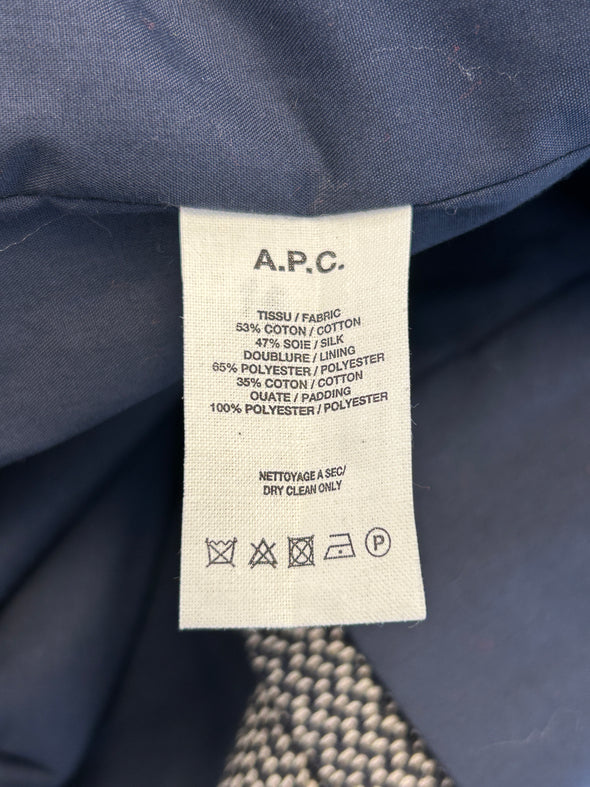 A.P.C.
TISSU / FABRIC
53% COTON / COTTON
47% SOIE / SILK
DOUBLURE / LINING
65% POLYESTER / POLYESTER
35% COTON / COTTON
OUATE / PADDING
100% POLYESTER / POLYESTER
NETTOYAGE A SEC/
DRY CLEAN ONLY
P